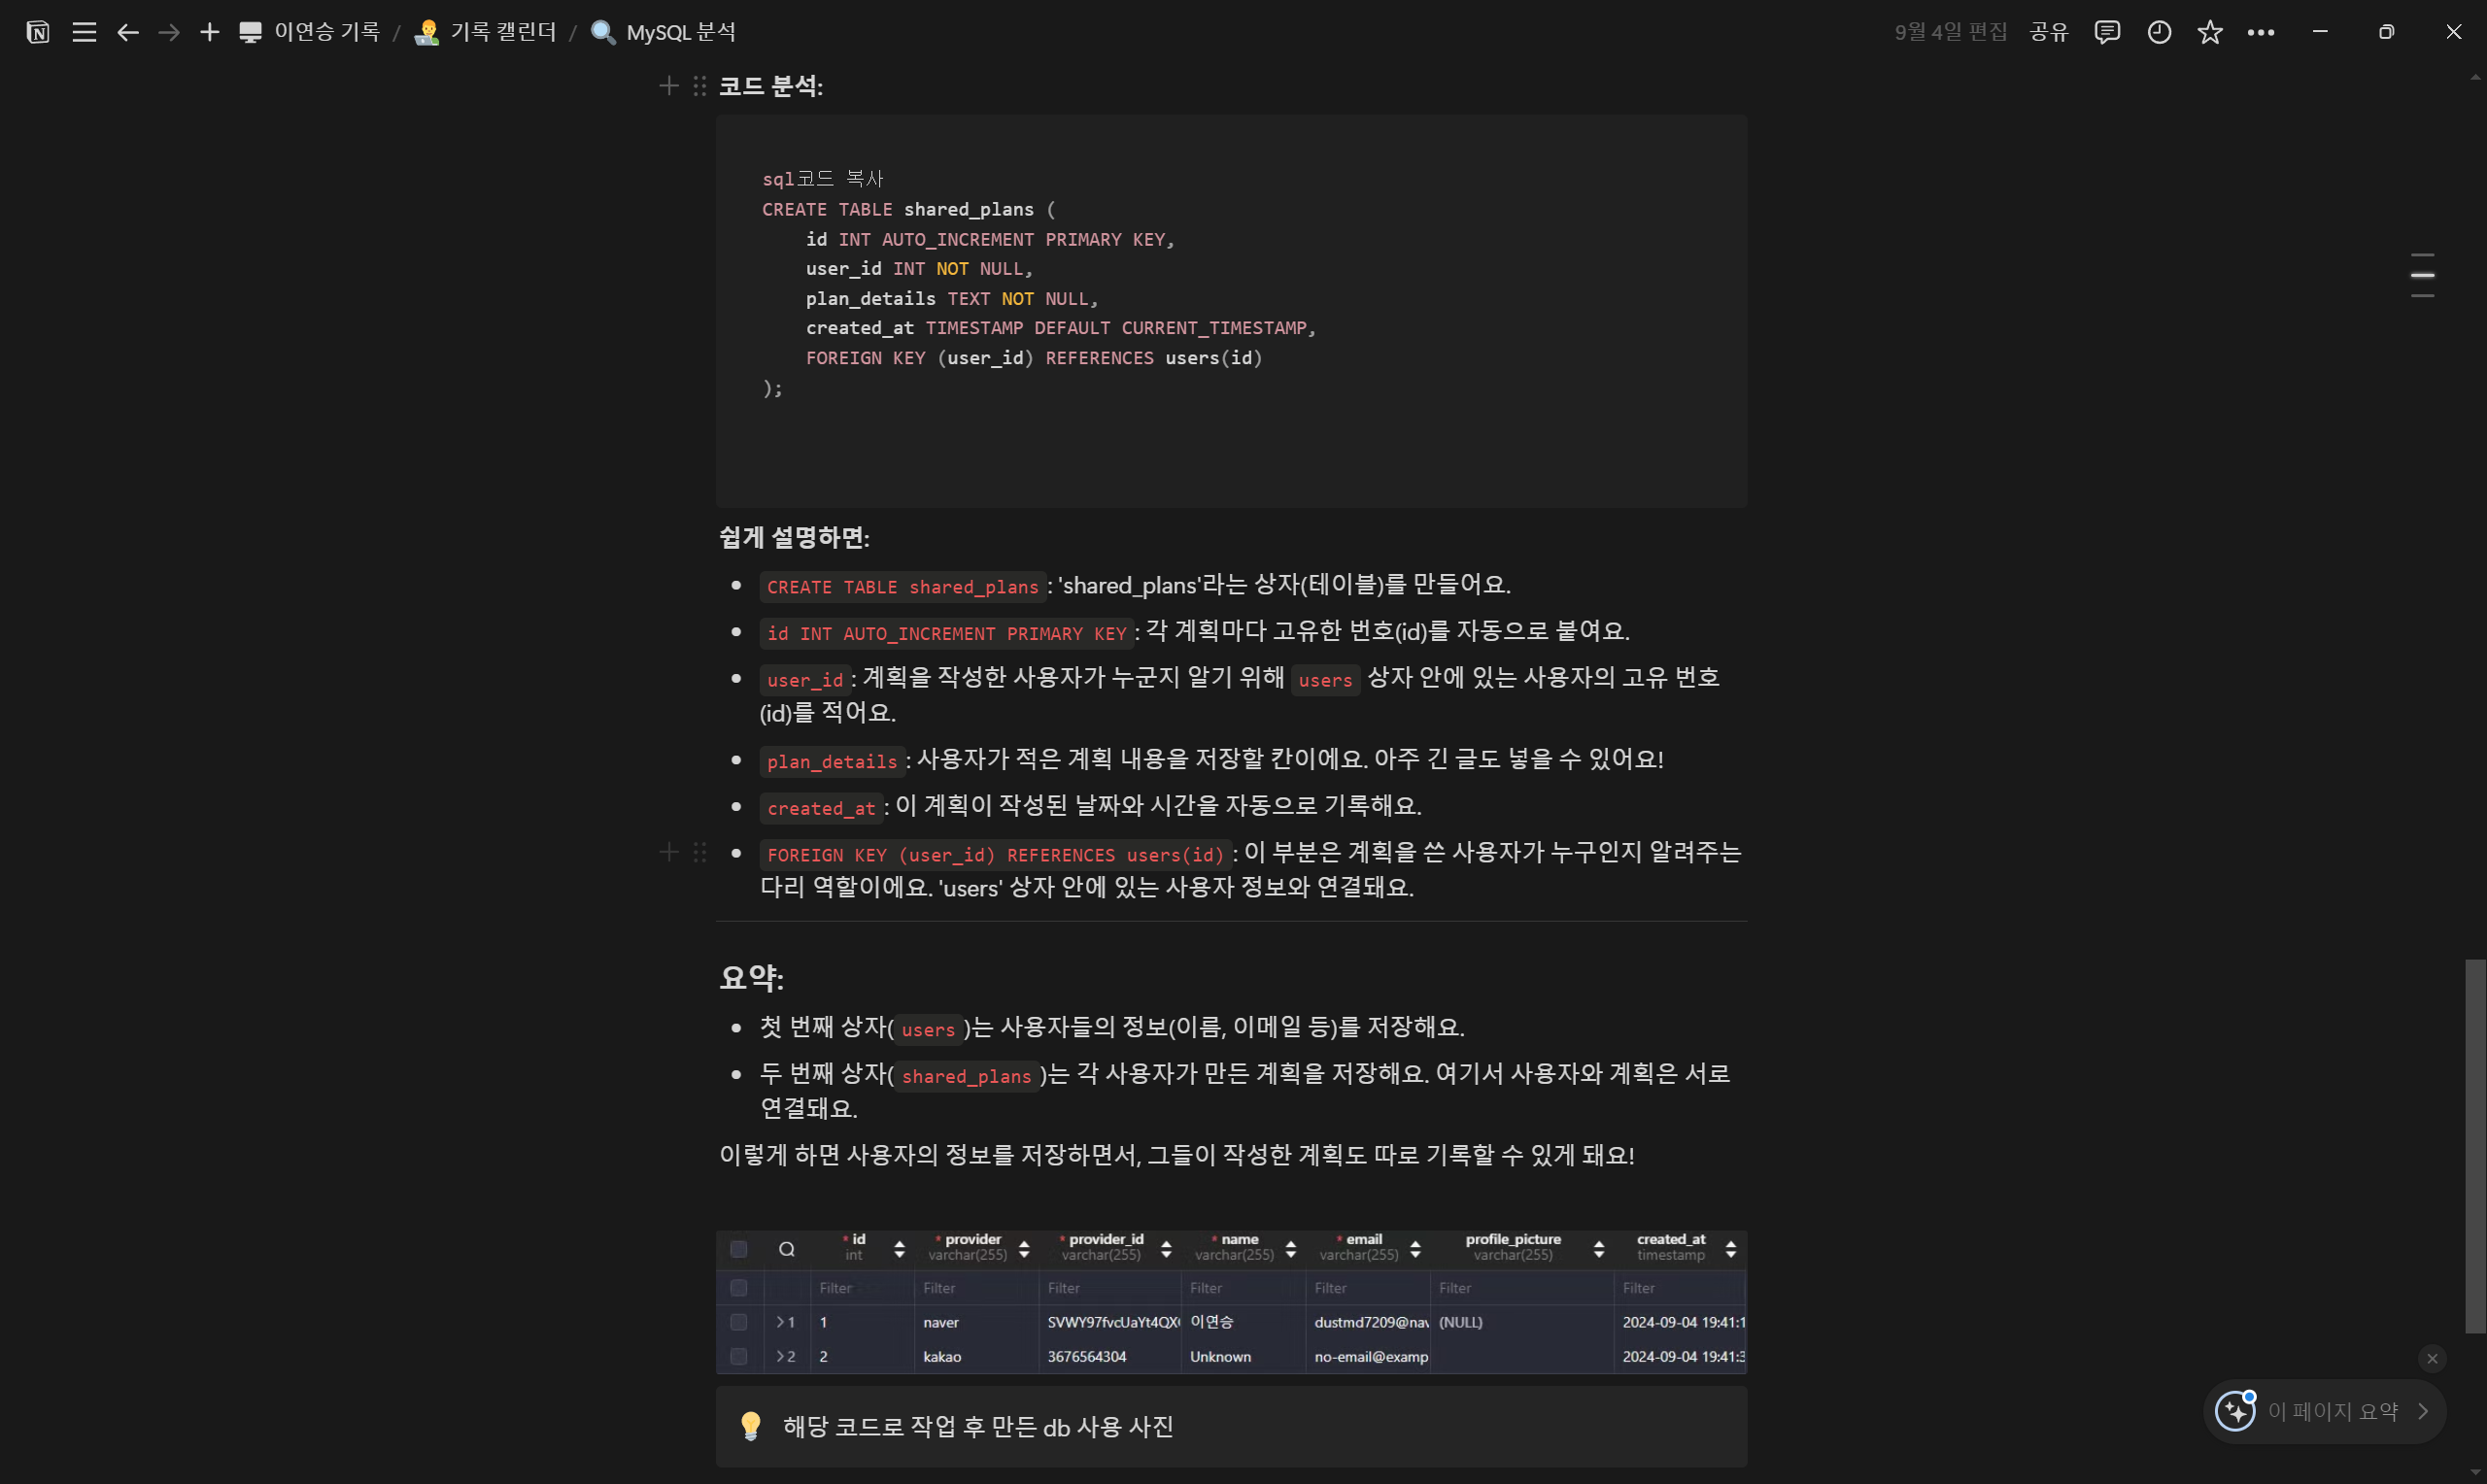 이연승 기록 / 기록 캘린더 / MySQL 분석
9월 4일 편집 공유
코드 분석:
sql코드 복사
CREATE TABLE shared_plans (
id INT AUTO_INCREMENT PRIMARY KEY,
user_id INT NOT NULL,
plan_details TEXT NOT NULL,
created_at TIMESTAMP DEFAULT CURRENT_TIMESTAMP,
FOREIGN KEY (user_id) REFERENCES users(id)
);
쉽게 설명하면:
• CREATE TABLE shared_plans : 'shared_plans'라는 상자(테이블)를 만들어요.
• id INT AUTO_INCREMENT PRIMARY KEY : 각 계획마다 고유한 번호(id)를 자동으로 붙여요.
• user_id : 계획을 작성한 사용자가 누군지 알기 위해 users 상자 안에 있는 사용자의 고유 번호
(id)를 적어요.
• plan_details : 사용자가 적은 계획 내용을 저장할 칸이에요. 아주 긴 글도 넣을 수 있어요!
• created_at : 이 계획이 작성된 날짜와 시간을 자동으로 기록해요.
• FOREIGN KEY (user_id) REFERENCES users(id) : 이 부분은 계획을 쓴 사용자가 누구인지 알려주는
다리 역할이에요. 'users' 상자 안에 있는 사용자 정보와 연결돼요.
요약:
• 첫 번째 상자( users )는 사용자들의 정보(이름, 이메일 등)를 저장해요.
• 두 번째 상자( shared_plans )는 각 사용자가 만든 계획을 저장해요. 여기서 사용자와 계획은 서로
연결돼요.
이렇게 하면 사용자의 정보를 저장하면서, 그들이 작성한 계획도 따로 기록할 수 있게 돼요!
* id * provider * provider_id * name * email profile_picture created_at
int varchar(255) varchar(255) varchar(255) varchar(255) varchar(255) timestamp
Filter Filter Filter Filter Filter Filter Filter
>1 1 naver SVWY97fvcUaYt4QX 이연승 dustmd7209@nav (NULL) 2024-09-04 19:41:1
>2 2 kakao 3676564304 Unknown no-email@examp 2024-09-04 19:41:3
해당 코드로 작업 후 만든 db 사용 사진
이 페이지 요약